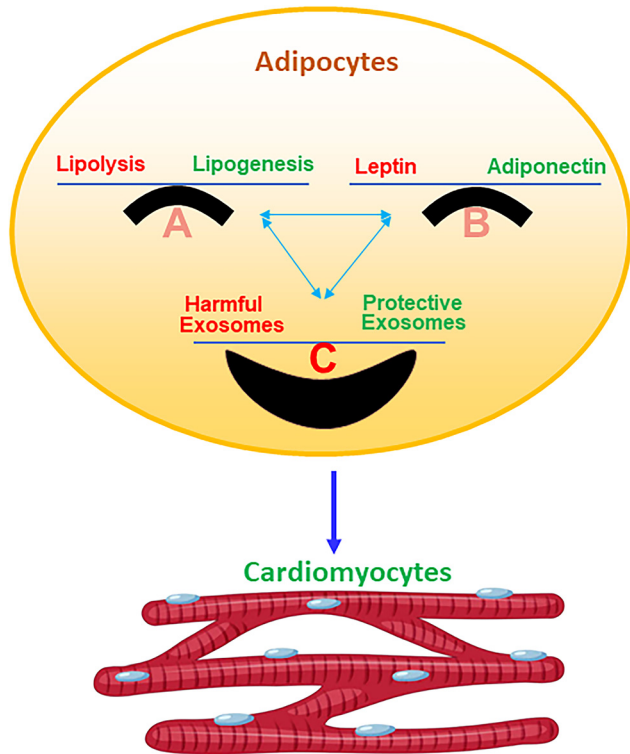 Adipocytes
Lipolysis Lipogenesis
Leptin Adiponectin
A
B
Harmful Exosomes
Protective Exosomes
C
Cardiomyocytes